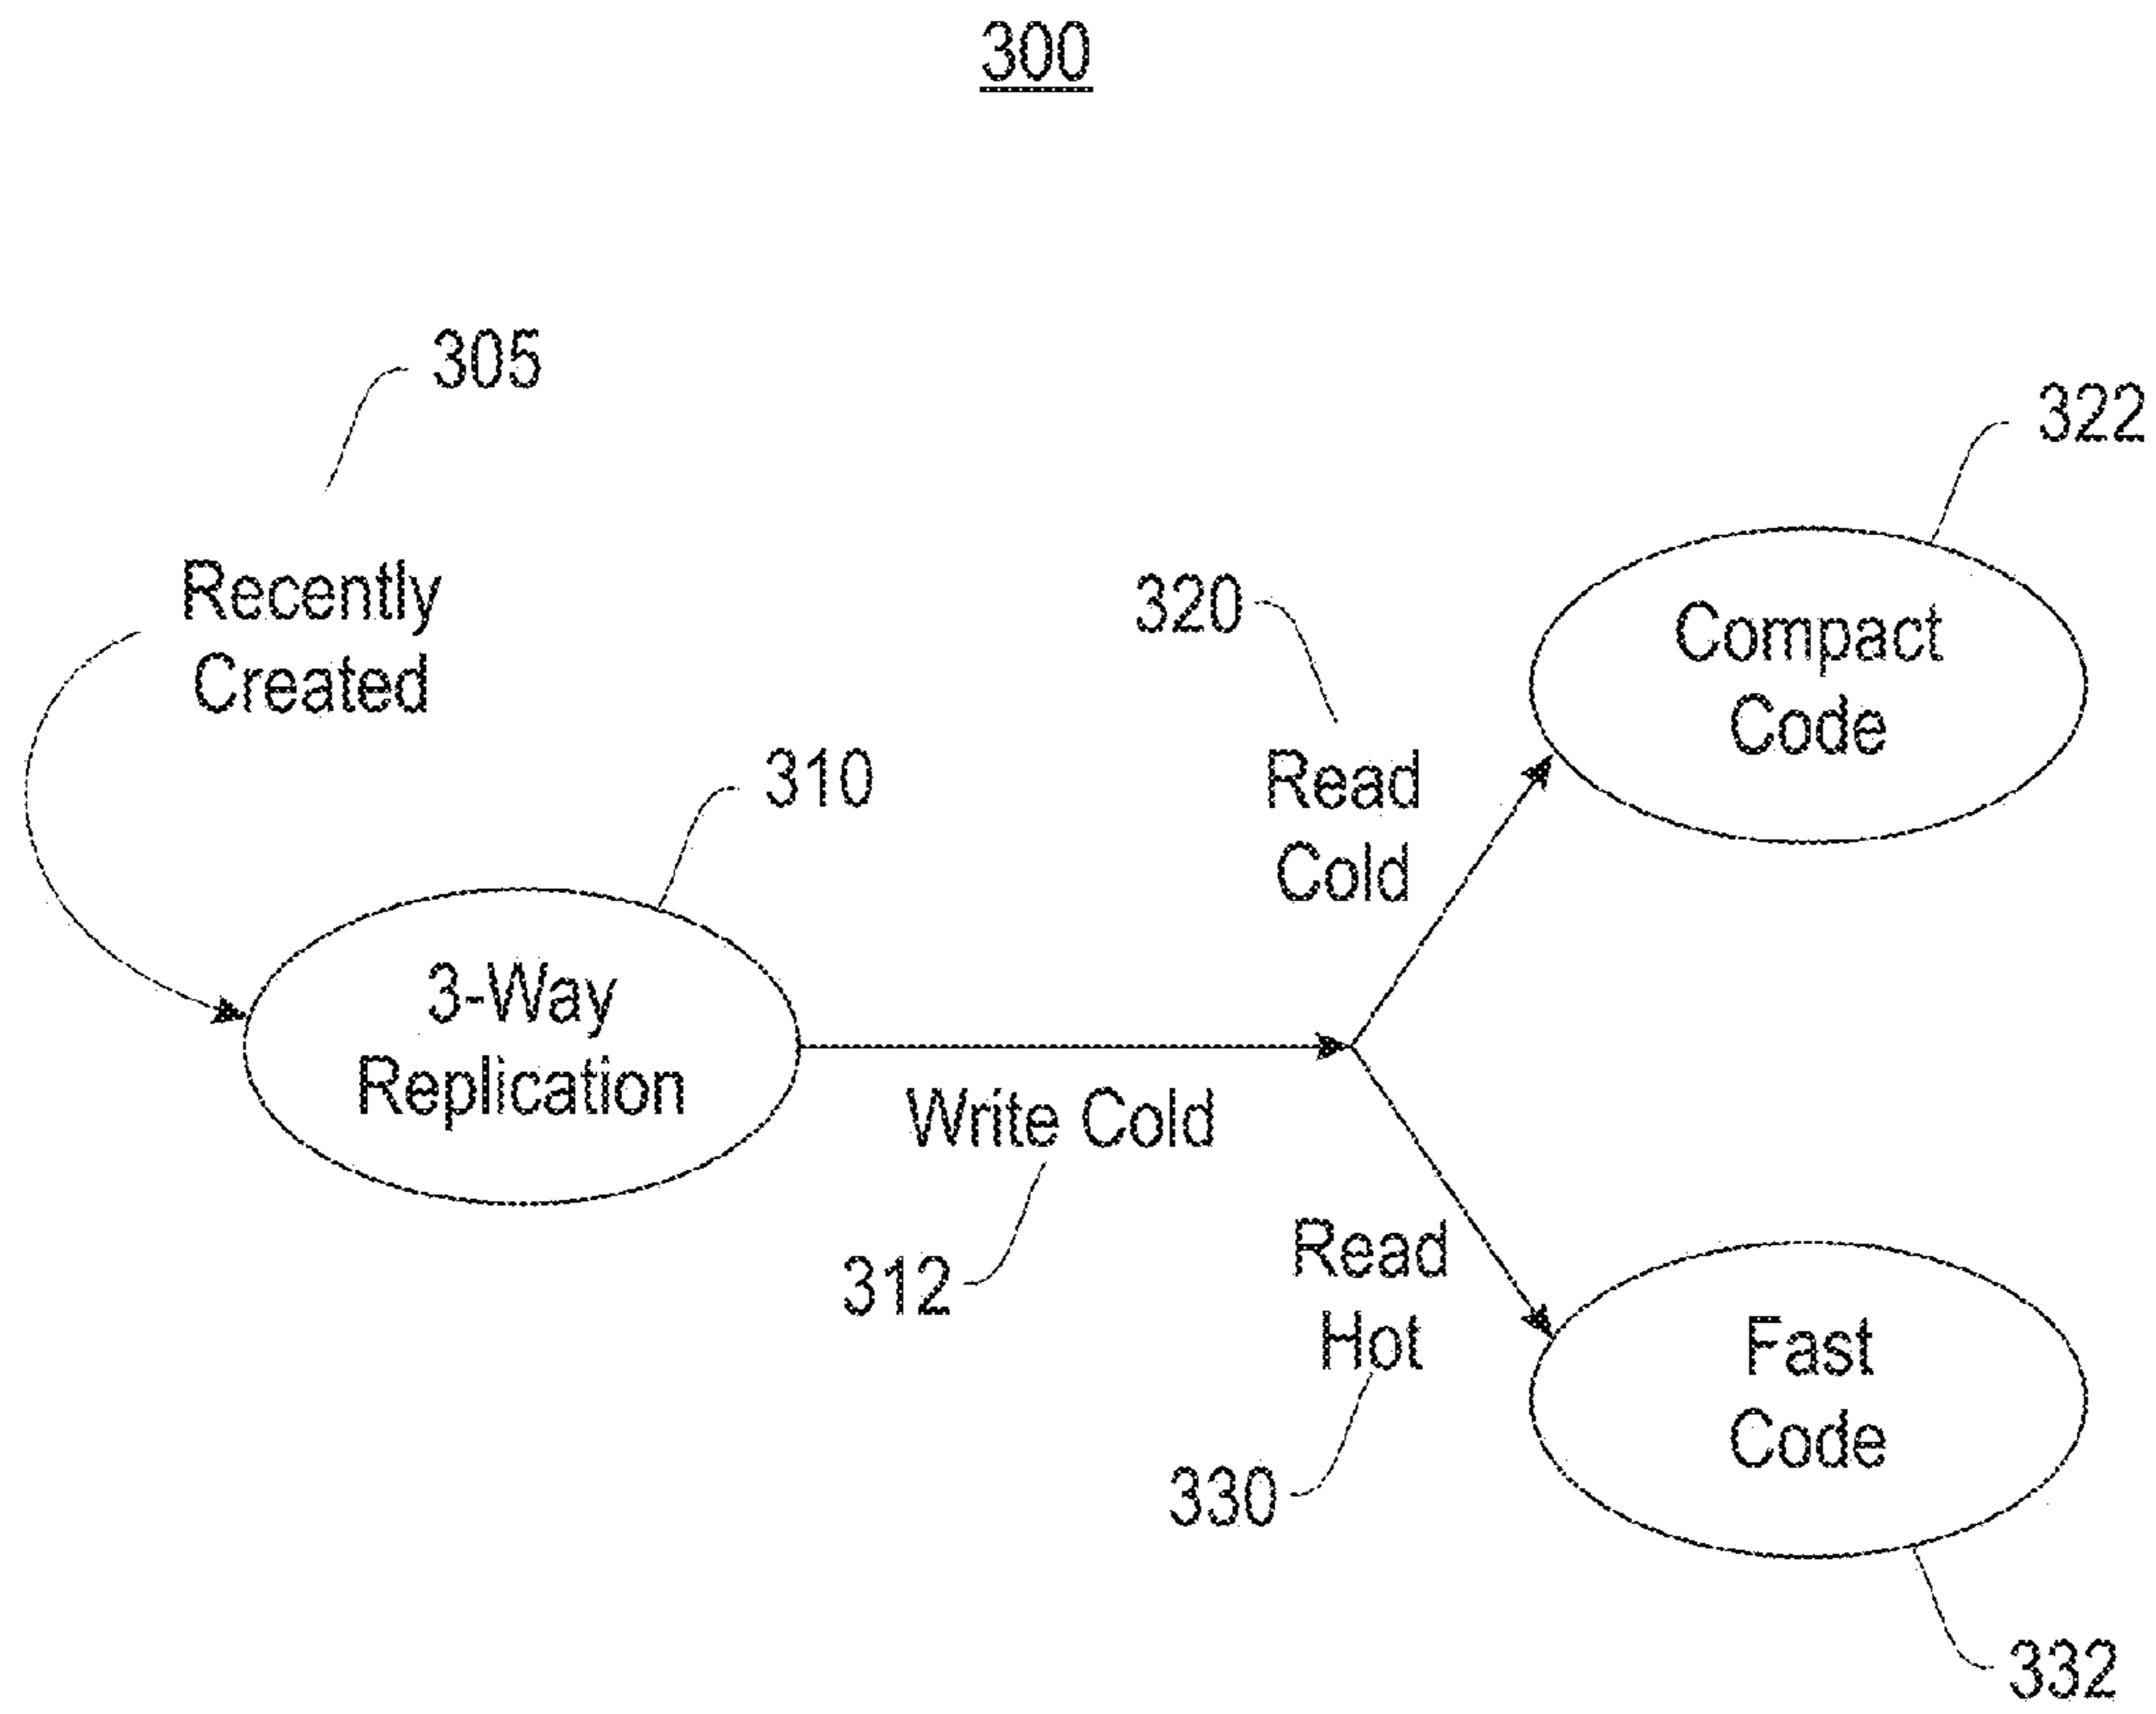 300
305
Recently
Created
310
3-Way
Replication
Write Cold
312
320
Read
Cold
322
Compact
Code
Read
Hot
330
Fast
Code
332